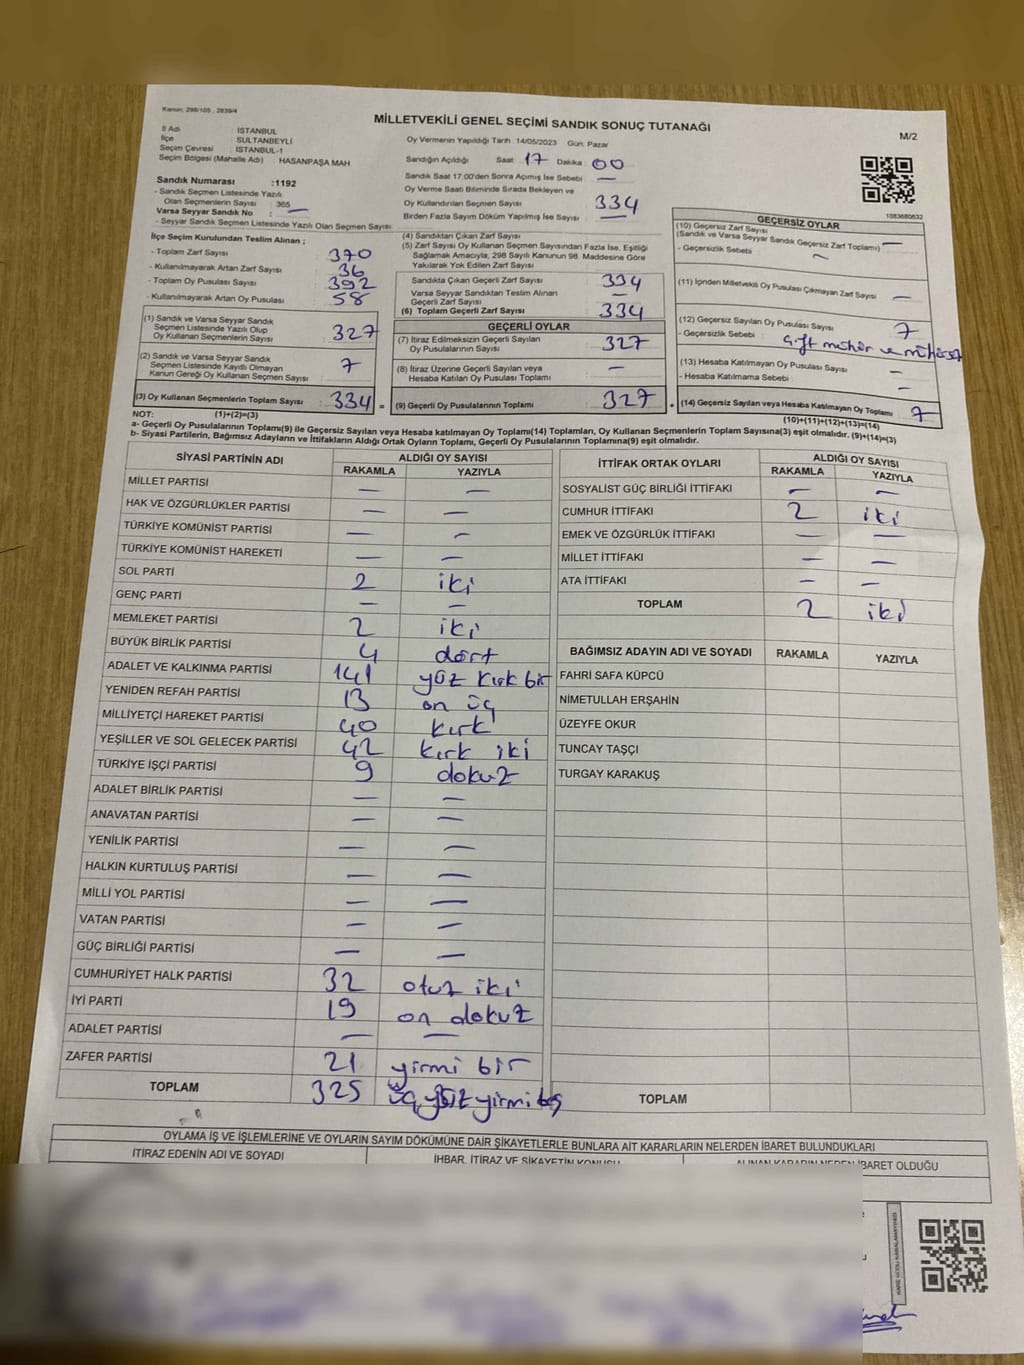 Kanun: 298/105 , 2839/4
MİLLETVEKİLİ GENEL SEÇİMİ SANDIK SONUÇ TUTANAĞI
M/2
İl Adı : İSTANBUL
İlçe : SULTANBEYLİ
Seçim Çevresi : İSTANBUL-1
Seçim Bölgesi (Mahalle Adı) : HASANPAŞA MAH
Oy Vermenin Yapıldığı Tarih : 14/05/2023 Gün: Pazar
Sandığın Açıldığı Saat: 17 Dakika : 00
Sandık Saat 17:00'den Sonra Açılmış İse Sebebi : —
Oy Verme Saati Bitiminde Sırada Bekleyen ve
Oy Kullandırılan Seçmen Sayısı : 334
Birden Fazla Sayım Döküm Yapılmış İse Sayısı : —
Sandık Numarası :1192
- Sandık Seçmen Listesinde Yazılı
Olan Seçmenlerin Sayısı : 365
Varsa Seyyar Sandık No : —
- Seyyar Sandık Seçmen Listesinde Yazılı Olan Seçmen Sayısı
İlçe Seçim Kurulundan Teslim Alınan ;
- Toplam Zarf Sayısı : 370
- Kullanılmayarak Artan Zarf Sayısı : 36
- Toplam Oy Pusulası Sayısı : 392
- Kullanılmayarak Artan Oy Pusulası : 58
(1) Sandık ve Varsa Seyyar Sandık
Seçmen Listesinde Yazılı Olup
Oy Kullanan Seçmen Sayısı : 327
(2) Sandık ve Varsa Seyyar Sandık
Seçmen Listesinde Kayıtlı Olmayan
Kanun Gereği Oy Kullanan Seçmen Sayısı : 7
(3) Oy Kullanan Seçmenlerin Toplam Sayısı : 334 =
(4) Sandıktan Çıkan Zarf Sayısı :
(5) Zarf Sayısı Oy Kullanan Seçmen Sayısından Fazla İse, Eşitliği
Sağlamak Amacıyla; 298 Sayılı Kanunun 98. Maddesine Göre
Yakılarak Yok Edilen Zarf Sayısı :
Sandıkta Çıkan Geçerli Zarf Sayısı : 334
Varsa Seyyar Sandıktan Teslim Alınan
Geçerli Zarf Sayısı : —
(6) Toplam Geçerli Zarf Sayısı : 334
GEÇERLİ OYLAR
(7) İtiraz Edilmeksizin Geçerli Sayılan
Oy Pusulalarının Sayısı : 327
(8) İtiraz Üzerine Geçerli Sayılan veya
Hesaba Katılan Oy Pusulası Toplamı : —
(9) Geçerli Oy Pusulalarının Toplamı : 327 +
1083680632
GEÇERSİZ OYLAR
(10) Geçersiz Zarf Sayısı
(Sandık ve Varsa Seyyar Sandık Geçersiz Zarf Toplamı) : —
- Geçersizlik Sebebi : —
(11) İçinden Milletvekili Oy Pusulası Çıkmayan Zarf Sayısı : —
(12) Geçersiz Sayılan Oy Pusulası Sayısı : 7
- Geçersizlik Sebebi : çift mühür ve
(13) Hesaba Katılmayan Oy Pusulası Sayısı : —
- Hesaba Katılmama Sebebi : —
(14) Geçersiz Sayılan veya Hesaba Katılmayan Oy Toplamı : 7
NOT: (1)+(2)=(3)
(10)+(11)+(12)+(13)=(14)
a- Geçerli Oy Pusulalarının Toplamı(9) ile Geçersiz Sayılan veya Hesaba katılmayan Oy Toplamı(14) Toplamları, Oy Kullanan Seçmenlerin Toplam Sayısına(3) eşit olmalıdır. (9)+(14)=(3)
b- Siyasi Partilerin, Bağımsız Adayların ve İttifakların Aldığı Ortak Oyların Toplamı, Geçerli Oy Pusulalarının Toplamına(9) eşit olmalıdır.
SİYASİ PARTİNİN ADI ALDIĞI OY SAYISI
RAKAMLA YAZIYLA
MİLLET PARTİSİ — —
HAK VE ÖZGÜRLÜKLER PARTİSİ — —
TÜRKİYE KOMÜNİST PARTİSİ — —
TÜRKİYE KOMÜNİST HAREKETİ — —
SOL PARTİ 2 iki
GENÇ PARTİ — —
MEMLEKET PARTİSİ 2 iki
BÜYÜK BİRLİK PARTİSİ 4 dört
ADALET VE KALKINMA PARTİSİ 141 yüz kırk bir
YENİDEN REFAH PARTİSİ 13 on üç
MİLLİYETÇİ HAREKET PARTİSİ 40 kırk
YEŞİLLER VE SOL GELECEK PARTİSİ 42 kırk iki
TÜRKİYE İŞÇİ PARTİSİ 9 dokuz
ADALET BİRLİK PARTİSİ — —
ANAVATAN PARTİSİ — —
YENİLİK PARTİSİ — —
HALKIN KURTULUŞ PARTİSİ — —
MİLLİ YOL PARTİSİ — —
VATAN PARTİSİ — —
GÜÇ BİRLİĞİ PARTİSİ — —
CUMHURİYET HALK PARTİSİ 32 otuz iki
İYİ PARTİ 19 on dokuz
ADALET PARTİSİ — —
ZAFER PARTİSİ 21 yirmi bir
TOPLAM 325 üç yüz yirmi beş
İTTİFAK ORTAK OYLARI ALDIĞI OY SAYISI
RAKAMLA YAZIYLA
SOSYALİST GÜÇ BİRLİĞİ İTTİFAKI — —
CUMHUR İTTİFAKI 2 iki
EMEK VE ÖZGÜRLÜK İTTİFAKI — —
MİLLET İTTİFAKI — —
ATA İTTİFAKI — —
TOPLAM 2 iki
BAĞIMSIZ ADAYIN ADI VE SOYADI RAKAMLA YAZIYLA
FAHRİ SAFA KÜPCÜ
NİMETULLAH ERŞAHİN
ÜZEYFE OKUR
TUNCAY TAŞÇI
TURGAY KARAKUŞ
TOPLAM
OYLAMA İŞ VE İŞLEMLERİNE VE OYLARIN SAYIM DÖKÜMÜNE DAİR ŞİKAYETLERLE BUNLARA AİT KARARLARIN NELERDEN İBARET BULUNDUKLARI
İTİRAZ EDENİN ADI VE SOYADI İHBAR, İTİRAZ VE ŞİKAYETİN KONUSU ALINAN KARARIN NEDEN İBARET OLDUĞU